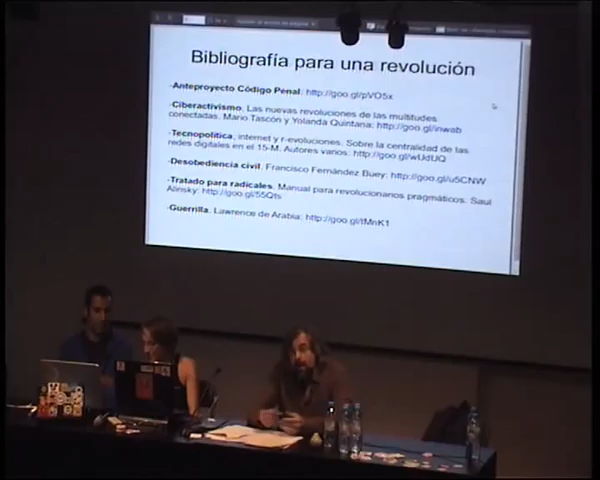 Bibliografía para una revolución
-Anteproyecto Código Penal: http://goo.gl/pVO5x
-Ciberactivismo. Las nuevas revoluciones de las multitudes
conectadas. Mario Tascón y Yolanda Quintana: http://goo.gl/inwab
-Tecnopolítica, internet y r-evoluciones. Sobre la centralidad de las
redes digitales en el 15-M. Autores varios: http://goo.gl/wUdUQ
-Desobediencia civil. Francisco Fernández Buey: http://goo.gl/u5CNW
-Tratado para radicales. Manual para revolucionarios pragmáticos. Saul
Alinsky: http://goo.gl/55Qts
-Guerrilla. Lawrence de Arabia: http://goo.gl/tMnK1